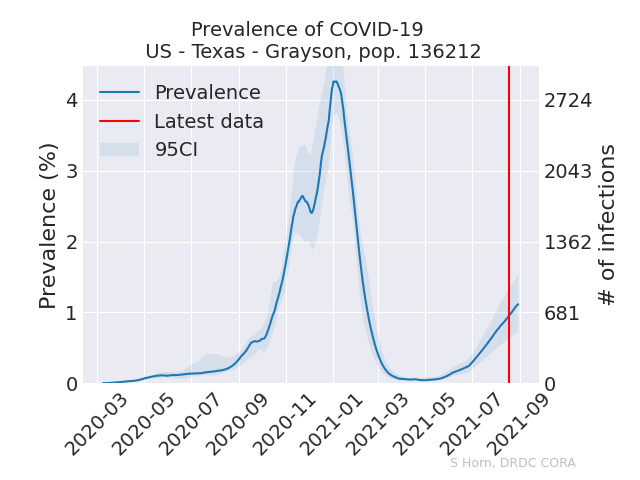 Prevalence of COVID-19
US - Texas - Grayson, pop. 136212
Prevalence
Latest data
95CI
Prevalence (%)
4
3
2
1
0
# of infections
2724
2043
1362
681
0
2020-03
2020-05
2020-07
2020-09
2020-11
2021-01
2021-03
2021-05
2021-07
2021-09
S Horn, DRDC CORA